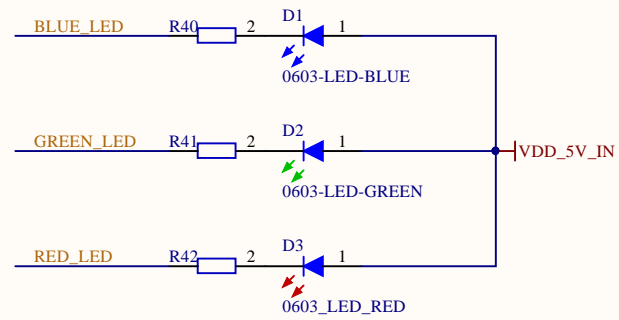 BLUE_LED R40 2 D1 1
0603-LED-BLUE
GREEN_LED R41 2 D2 1
VDD_5V_IN
0603-LED-GREEN
RED_LED R42 2 D3 1
0603_LED_RED